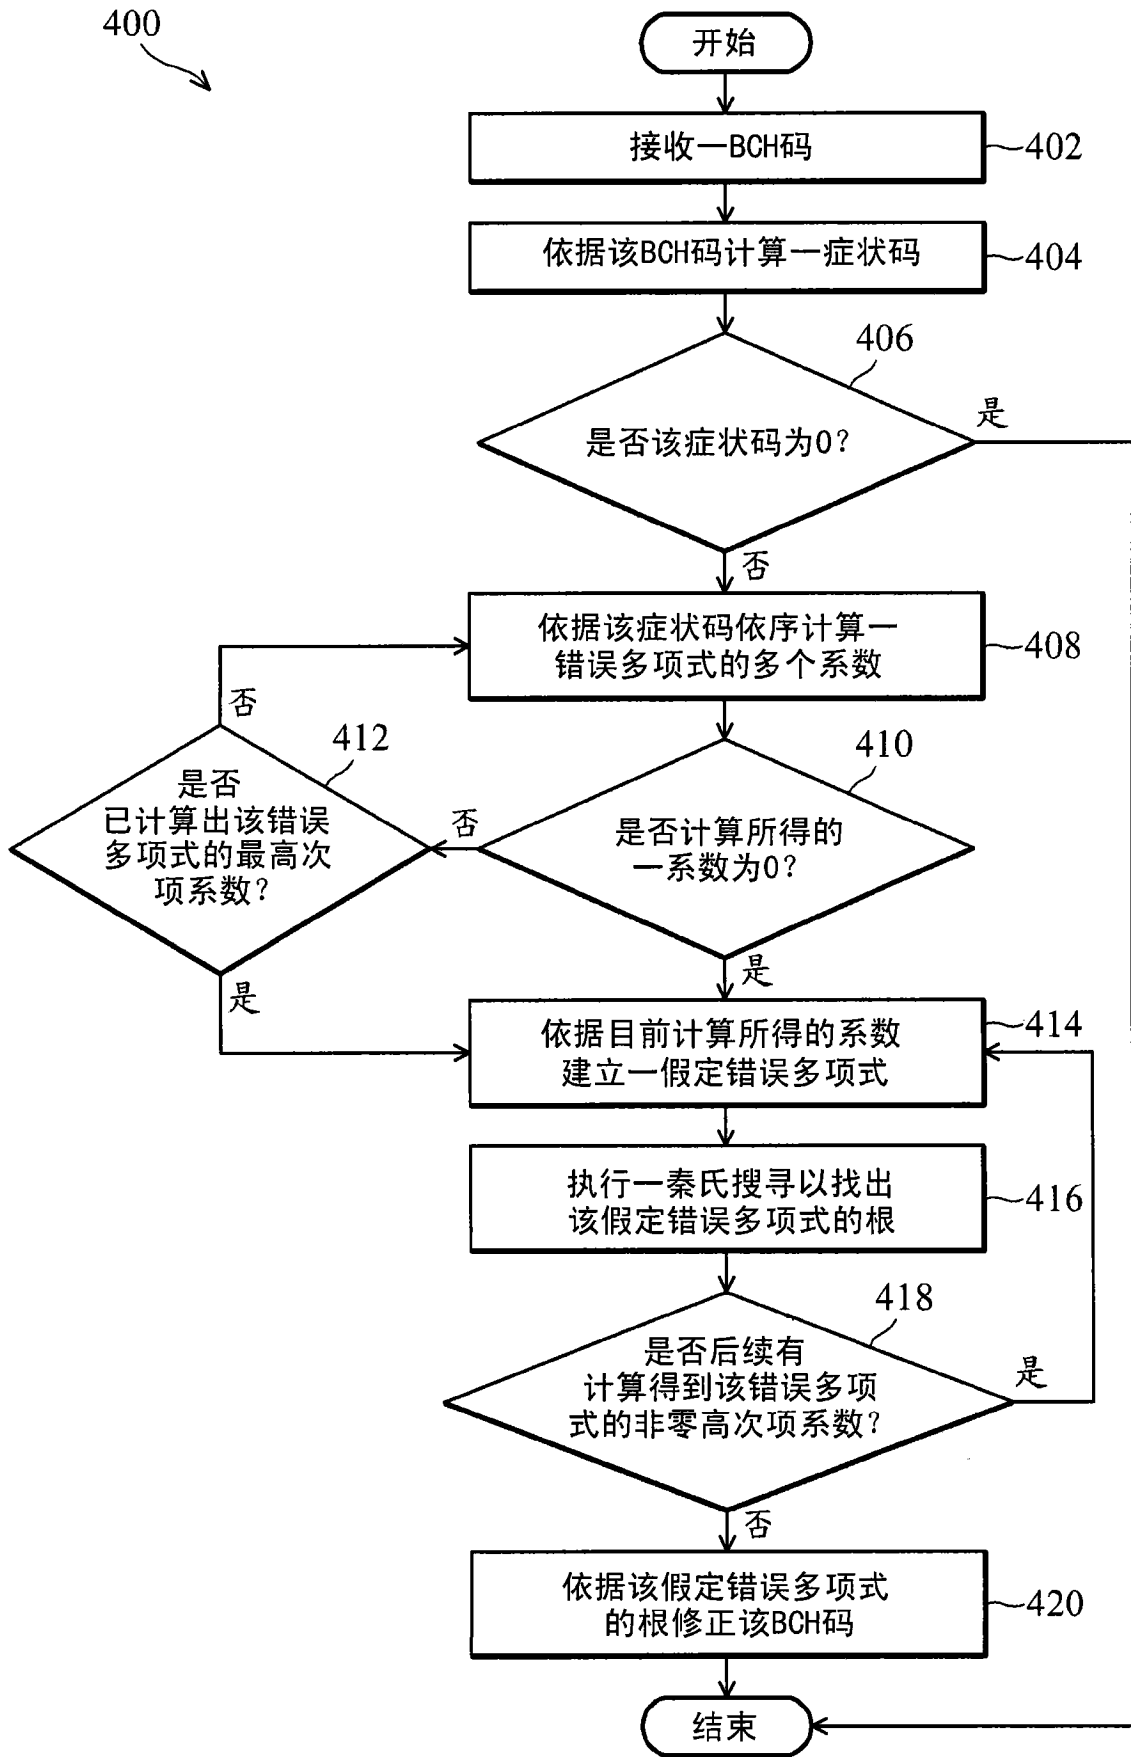 400
开始
接收一BCH码
402
依据该BCH码计算一症状码
404
406
是否该症状码为0?
是
否
依据该症状码依序计算一
错误多项式的多个系数
408
否
412
是否
已计算出该错误
多项式的最高次
项系数?
410
否
是否计算所得的
一系数为0?
是
是
依据目前计算所得的系数
建立一假定错误多项式
414
执行一秦氏搜寻以找出
该假定错误多项式的根
416
418
是否后续有
计算得到该错误多项
式的非零高次项系数?
是
否
依据该假定错误多项式
的根修正该BCH码
420
结束